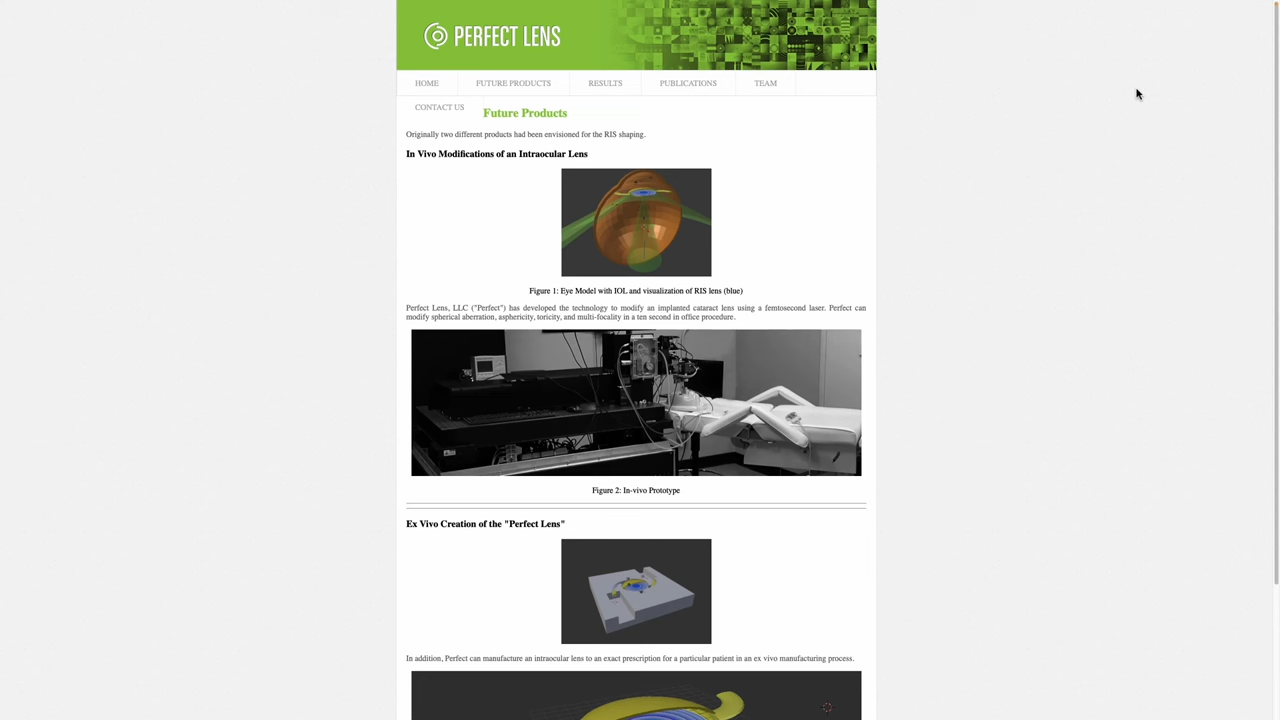 PERFECT LENS
HOME
FUTURE PRODUCTS
RESULTS
PUBLICATIONS
TEAM
CONTACT US
Future Products
Originally two different products had been envisioned for the RIS shaping.
In Vivo Modifications of an Intraocular Lens
Figure 1: Eye Model with IOL and visualization of RIS lens (blue)
Perfect Lens, LLC ("Perfect") has developed the technology to modify an implanted cataract lens using a femtosecond laser. Perfect can
modify spherical aberration, asphericity, toricity, and multi-focality in a ten second in office procedure.
Figure 2: In-vivo Prototype
Ex Vivo Creation of the "Perfect Lens"
In addition, Perfect can manufacture an intraocular lens to an exact prescription for a particular patient in an ex vivo manufacturing process.